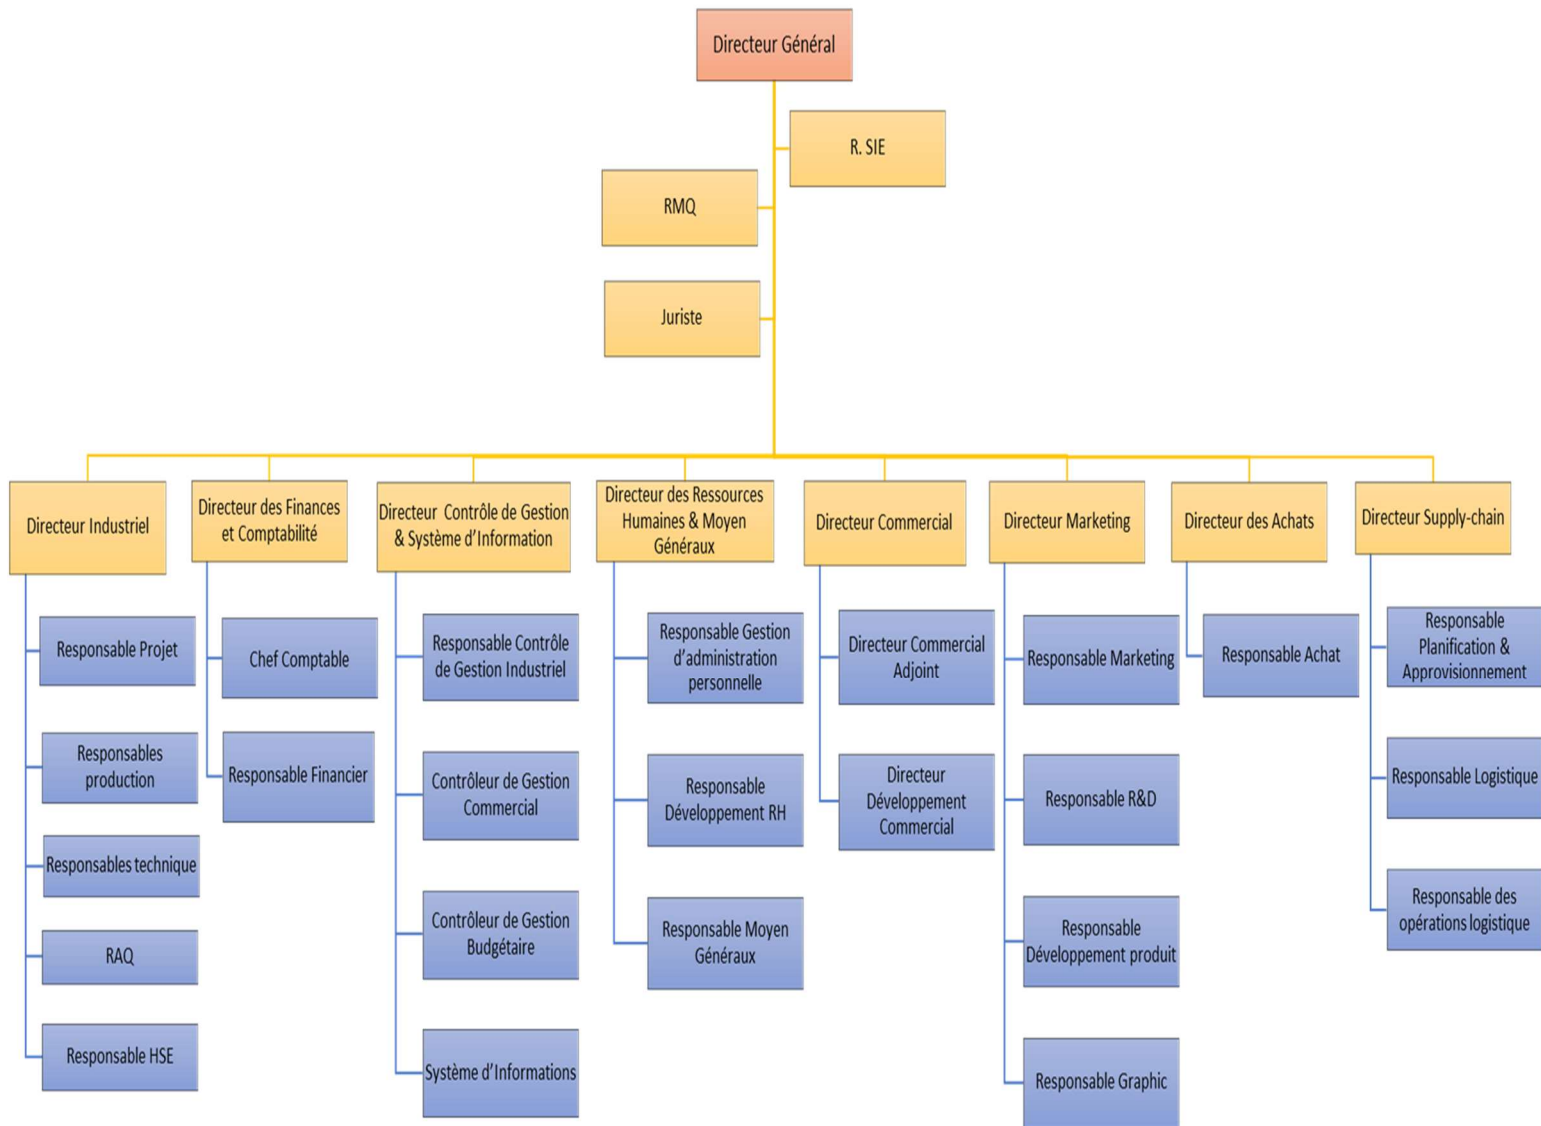 Directeur Général
R. SIE
RMQ
Juriste
Directeur Industriel
Directeur des Finances
et Comptabilité
Directeur Contrôle de Gestion
& Système d'Information
Directeur des Ressources
Humaines & Moyen
Généraux
Directeur Commercial
Directeur Marketing
Directeur des Achats
Directeur Supply-chain
Responsable Projet
Responsables
production
Responsables technique
RAQ
Responsable HSE
Chef Comptable
Responsable Financier
Responsable Contrôle
de Gestion Industriel
Contrôleur de Gestion
Commercial
Contrôleur de Gestion
Budgétaire
Système d'Informations
Responsable Gestion
d'administration
personnelle
Responsable
Développement RH
Responsable Moyen
Généraux
Directeur Commercial
Adjoint
Directeur
Développement
Commercial
Responsable Marketing
Responsable R&D
Responsable
Développement produit
Responsable Graphic
Responsable Achat
Responsable
Planification &
Approvisionnement
Responsable Logistique
Responsable des
opérations logistique